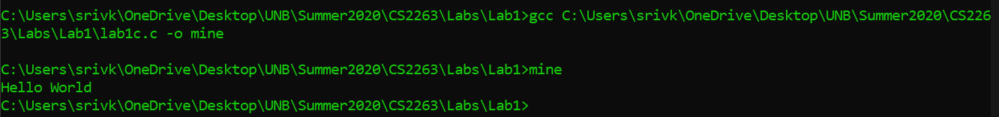 C:\Users\srivk\OneDrive\Desktop\UNB\Summer2020\CS2263\Labs\Lab1>gcc C:\Users\srivk\OneDrive\Desktop\UNB\Summer2020\CS226
3\Labs\Lab1\lab1c.c -o mine
C:\Users\srivk\OneDrive\Desktop\UNB\Summer2020\CS2263\Labs\Lab1>mine
Hello World
C:\Users\srivk\OneDrive\Desktop\UNB\Summer2020\CS2263\Labs\Lab1>